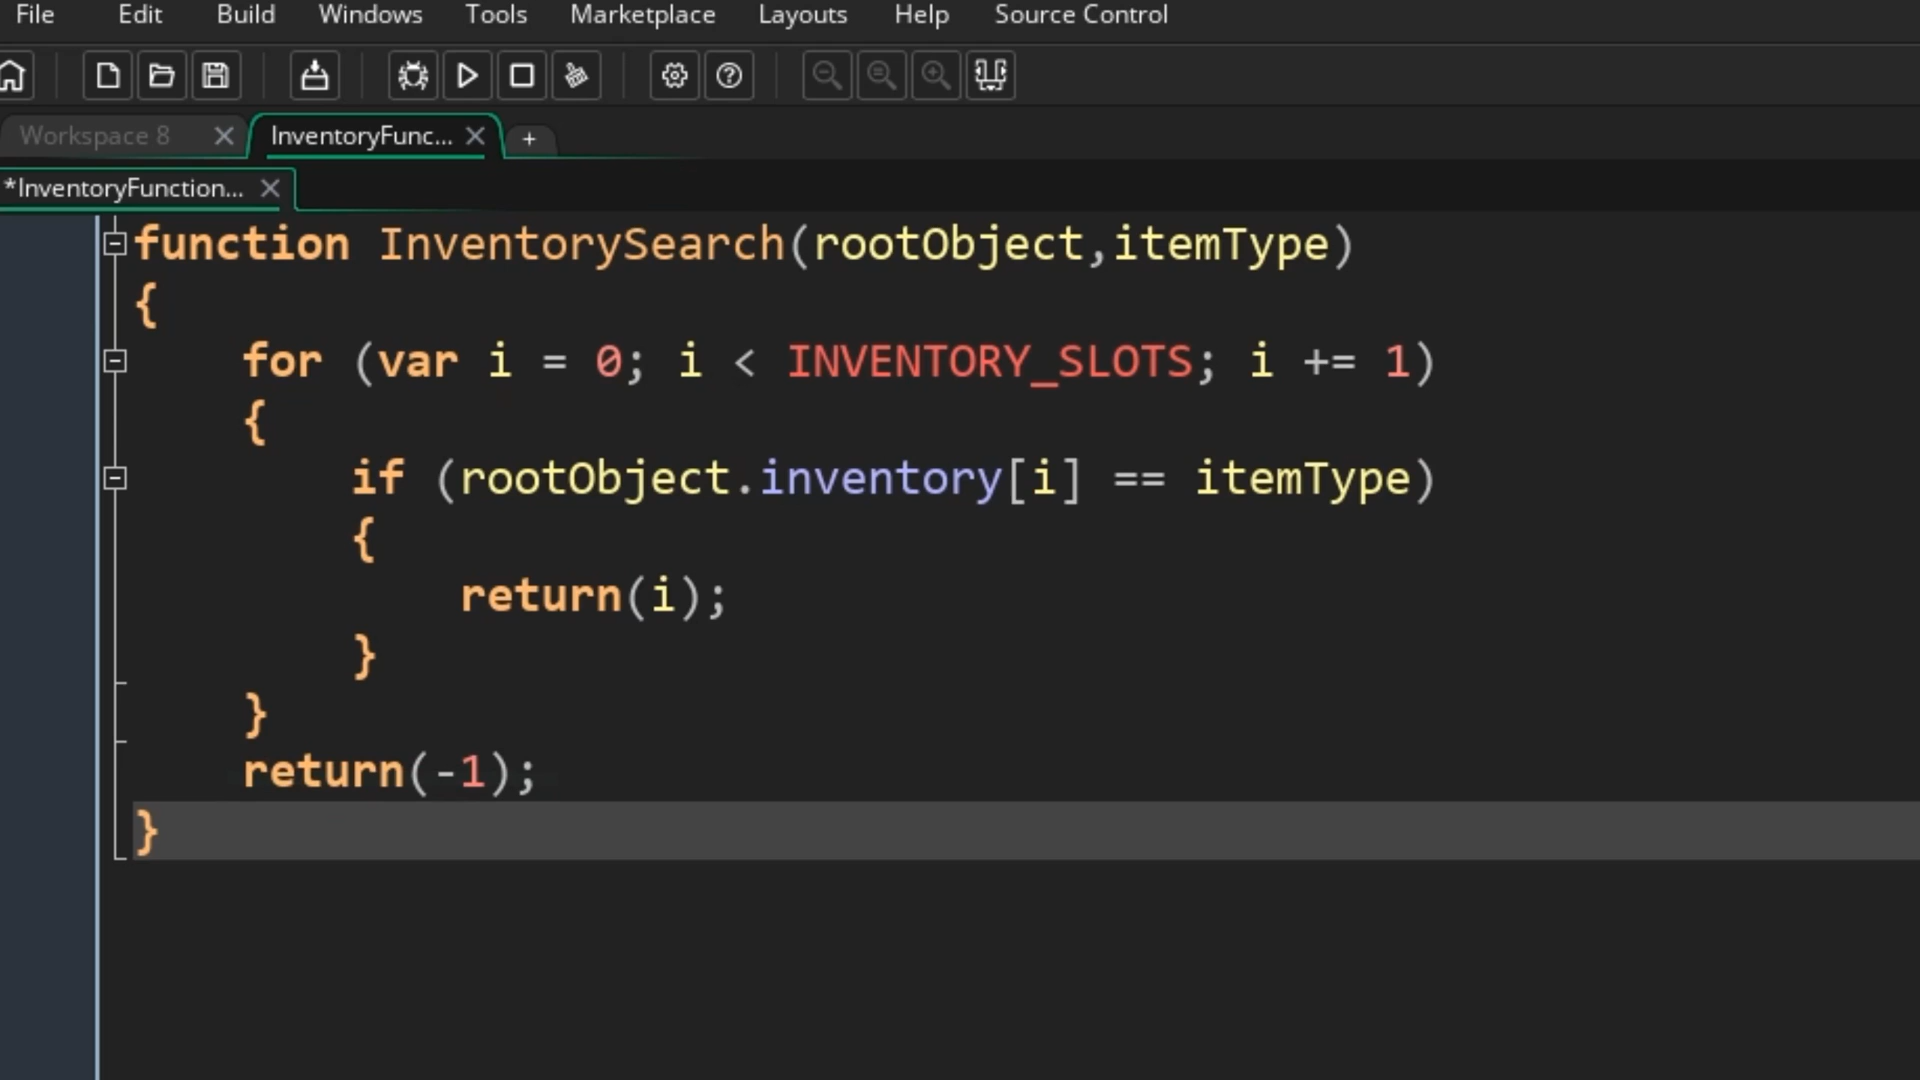 File Edit Build Windows Tools Marketplace Layouts Help Source Control
Workspace 8 InventoryFunc... +
*InventoryFunction...
function InventorySearch(rootObject,itemType)
{
for (var i = 0; i < INVENTORY_SLOTS; i += 1)
{
if (rootObject.inventory[i] == itemType)
{
return(i);
}
}
return(-1);
}